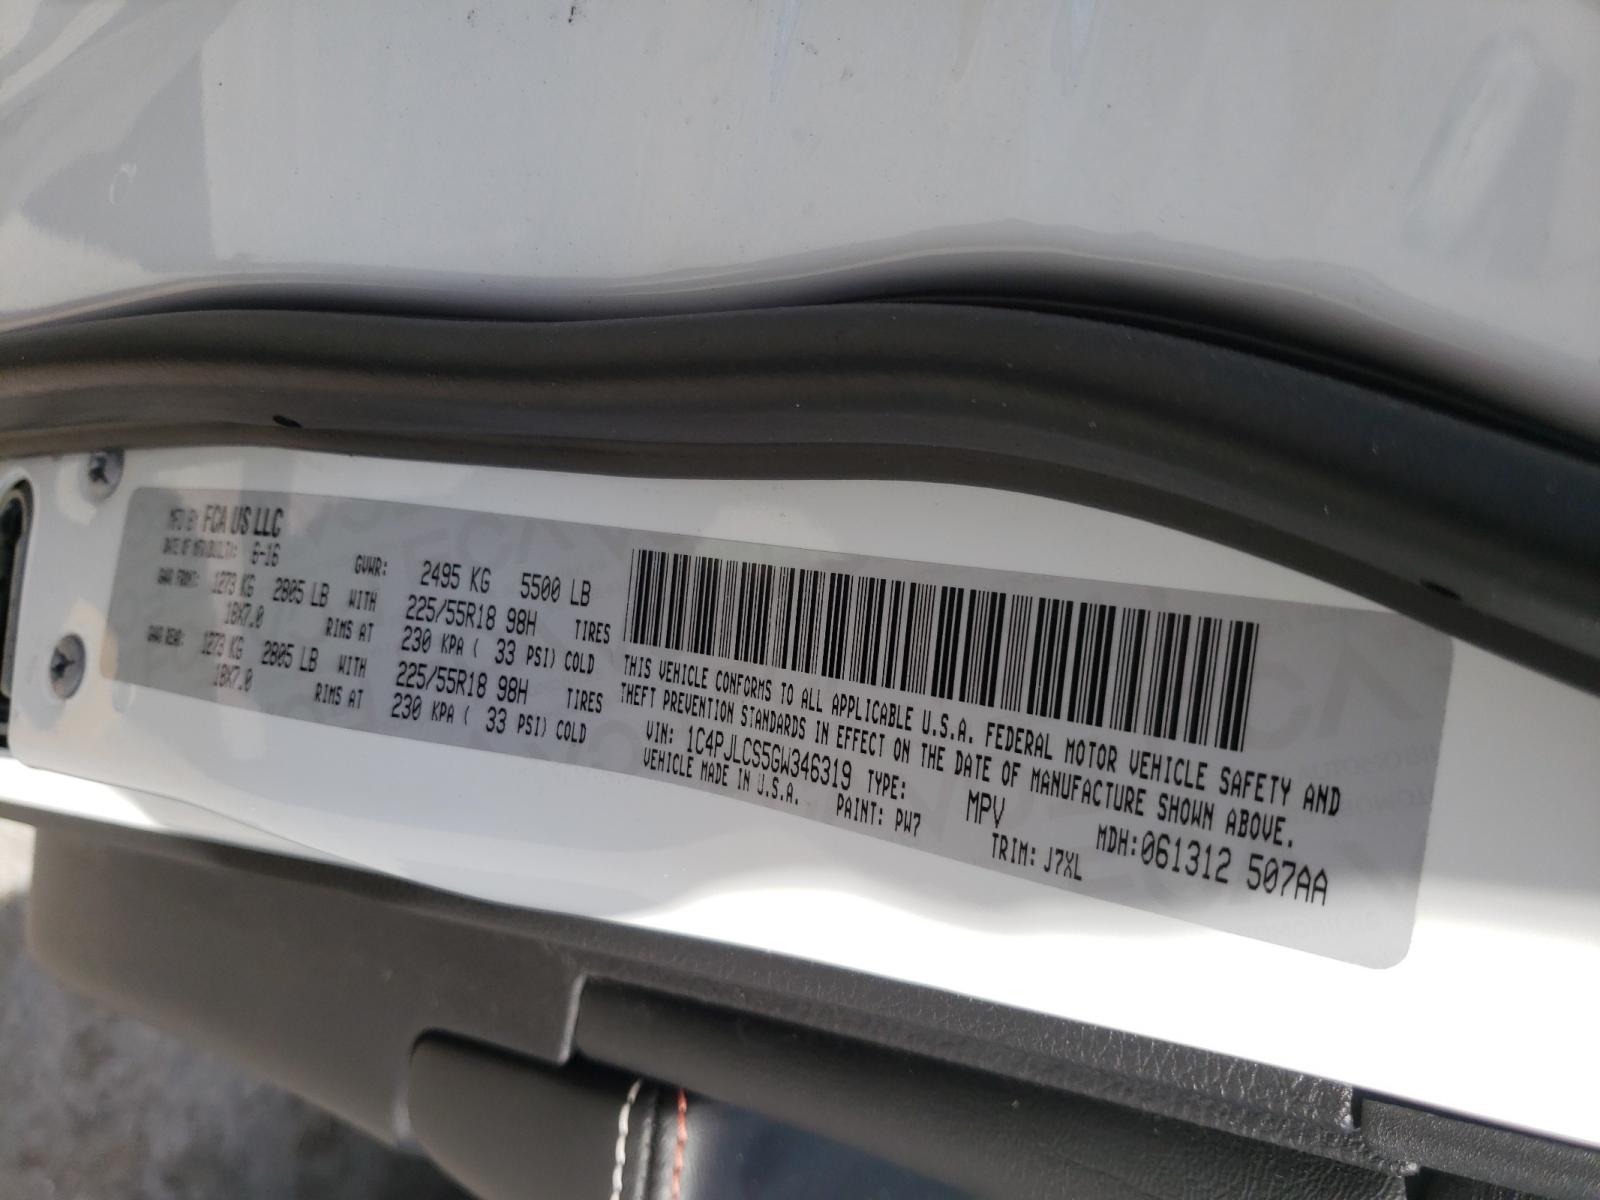 MFD BY FCA US LLC
DATE OF MFR/BUILT: 6-16 GVWR: 2495 KG 5500 LB
GAWR FRONT: 1273 KG 2805 LB WITH 225/55R18 98H TIRES
18X7.0 RIMS AT 230 KPA ( 33 PSI) COLD
GAWR REAR: 1273 KG 2805 LB WITH 225/55R18 98H TIRES
18X7.0 RIMS AT 230 KPA ( 33 PSI) COLD
THIS VEHICLE CONFORMS TO ALL APPLICABLE U.S.A. FEDERAL MOTOR VEHICLE SAFETY AND
THEFT PREVENTION STANDARDS IN EFFECT ON THE DATE OF MANUFACTURE SHOWN ABOVE.
VIN: 1C4PJLCS5GW346319 TYPE: MPV MDH:061312 507AA
VEHICLE MADE IN U.S.A. PAINT: PW7 TRIM: J7XL